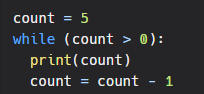 count = 5
while (count > 0):
  print(count)
  count = count - 1